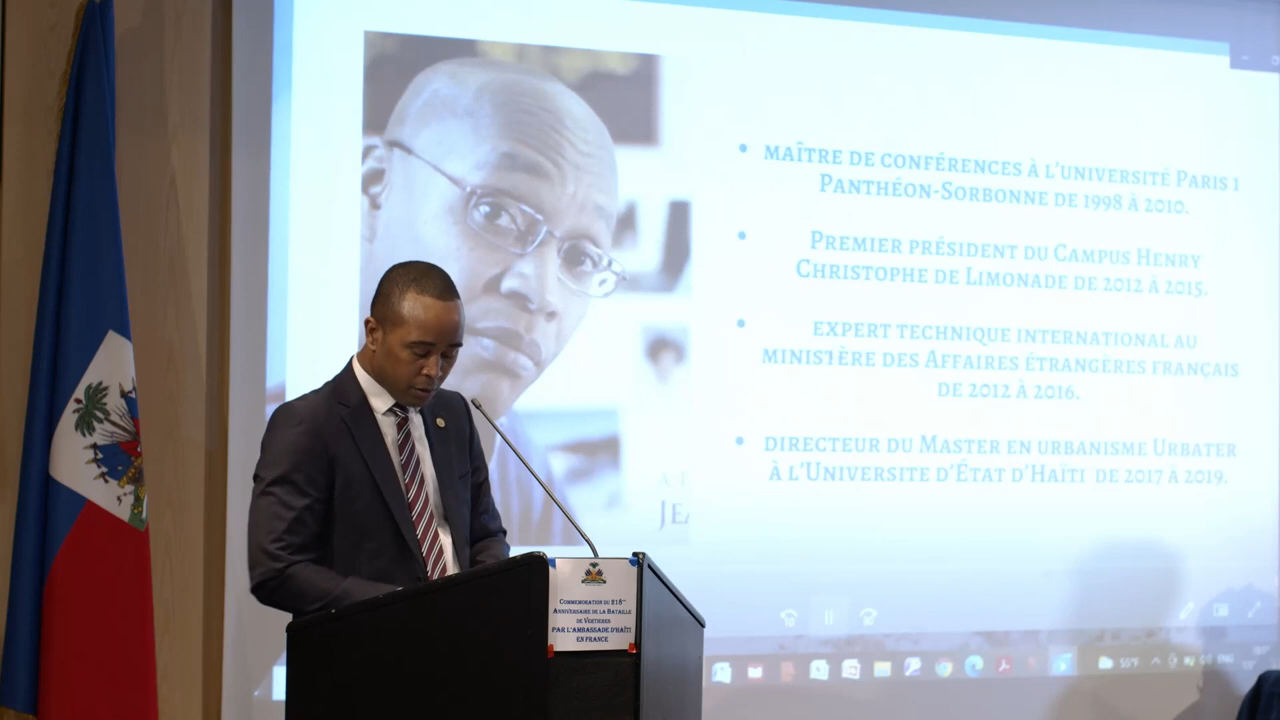 MAÎTRE DE CONFÉRENCES À L'UNIVERSITÉ PARIS 1
PANTHÉON-SORBONNE DE 1998 À 2010.
PREMIER PRÉSIDENT DU CAMPUS HENRY
CHRISTOPHE DE LIMONADE DE 2012 À 2015.
EXPERT TECHNIQUE INTERNATIONAL AU
MINISTÈRE DES AFFAIRES ÉTRANGÈRES FRANÇAIS
DE 2012 À 2016.
DIRECTEUR DU MASTER EN URBANISME URBATER
À L'UNIVERSITE D'ÉTAT D'HAÏTI DE 2017 À 2019.
COMMEMORATION DU 218ème
ANNIVERSAIRE DE LA BATAILLE
DE VERTIERES
PAR L'AMBASSADE D'HAÏTI
EN FRANCE
55°F
ENG